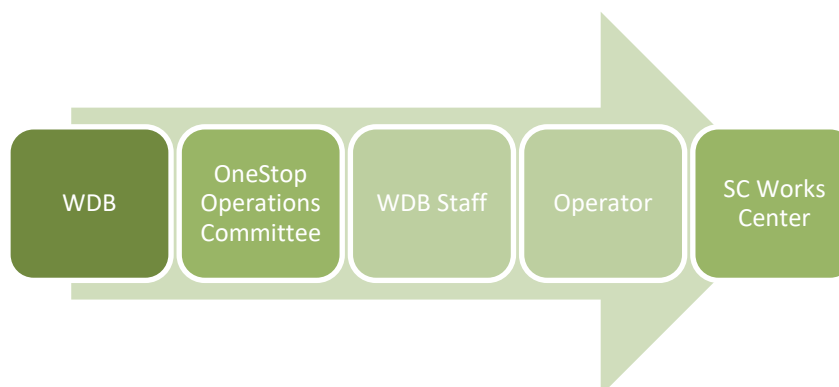 WDB
OneStop
Operations
Committee
WDB Staff
Operator
SC Works
Center